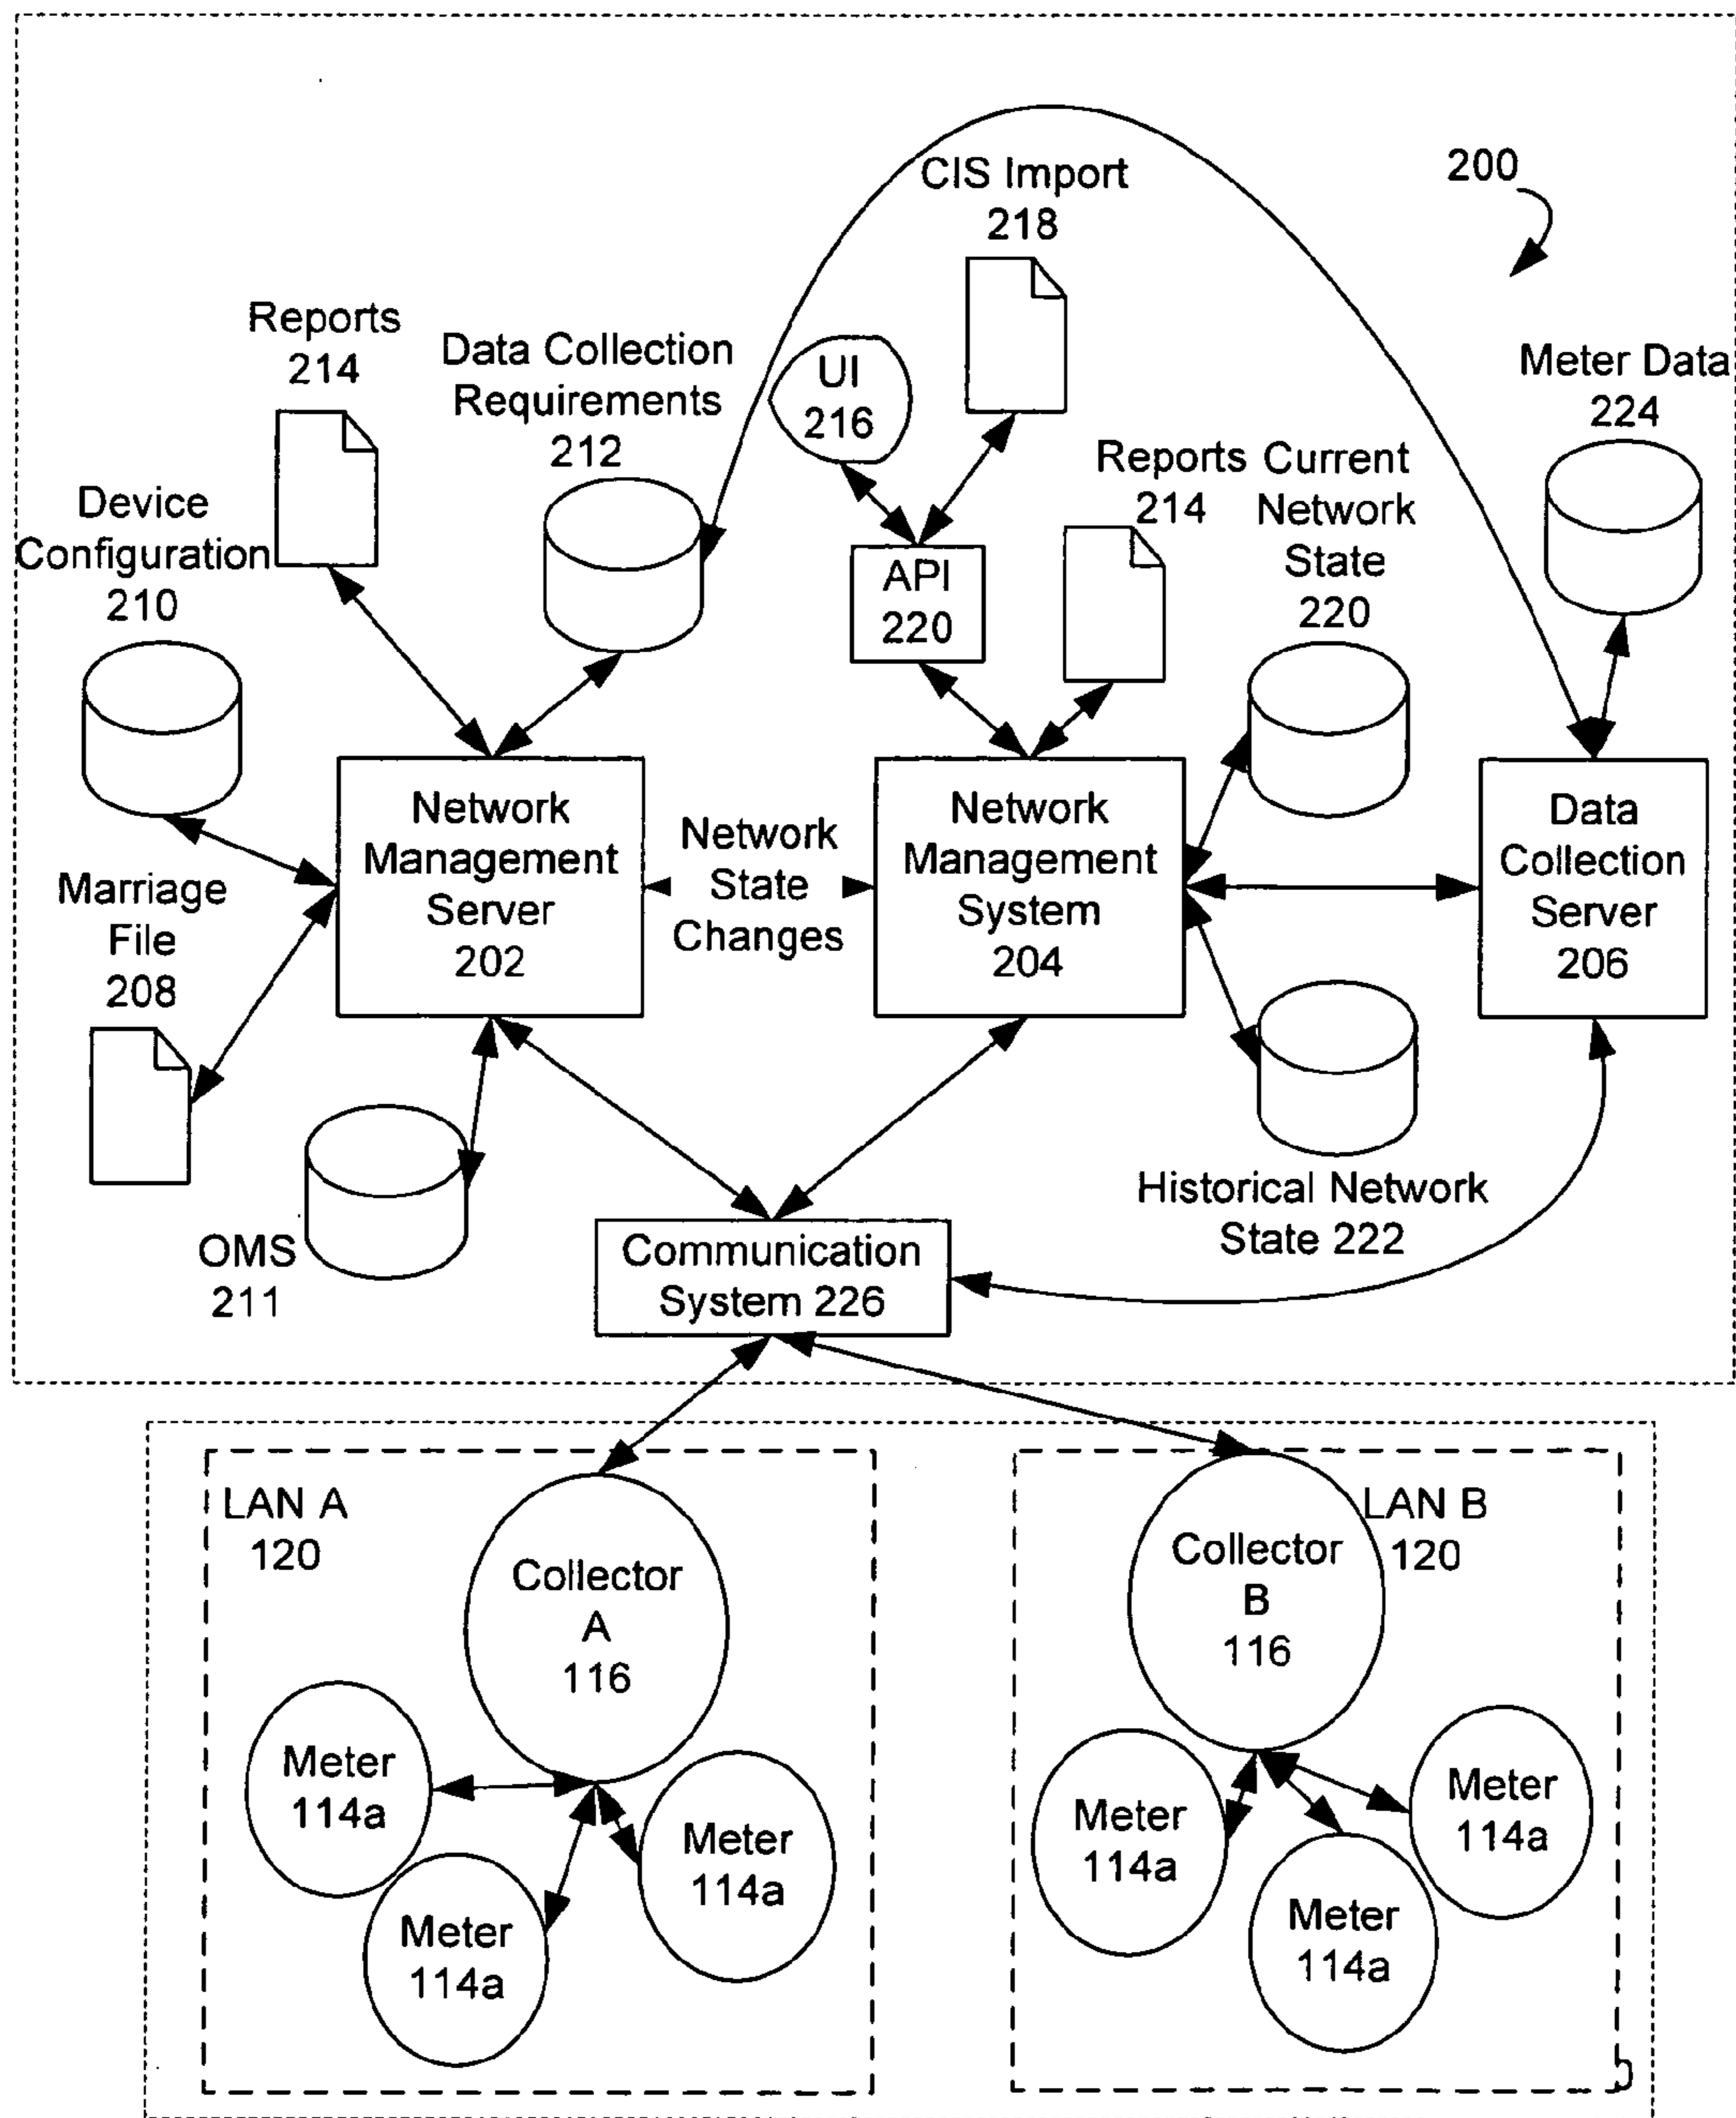 200
CIS Import
218
Reports
214
Data Collection
Requirements
212
UI
216
Meter Data
224
Reports
214
Current
Network
State
220
Device
Configuration
210
API
220
Network
Management
Server
202
Network
State
Changes
Network
Management
System
204
Data
Collection
Server
206
Marriage
File
208
Historical Network
State 222
OMS
211
Communication
System 226
LAN A
120
Collector
A
116
Meter
114a
Meter
114a
Meter
114a
LAN B
120
Collector
B
116
Meter
114a
Meter
114a
Meter
114a